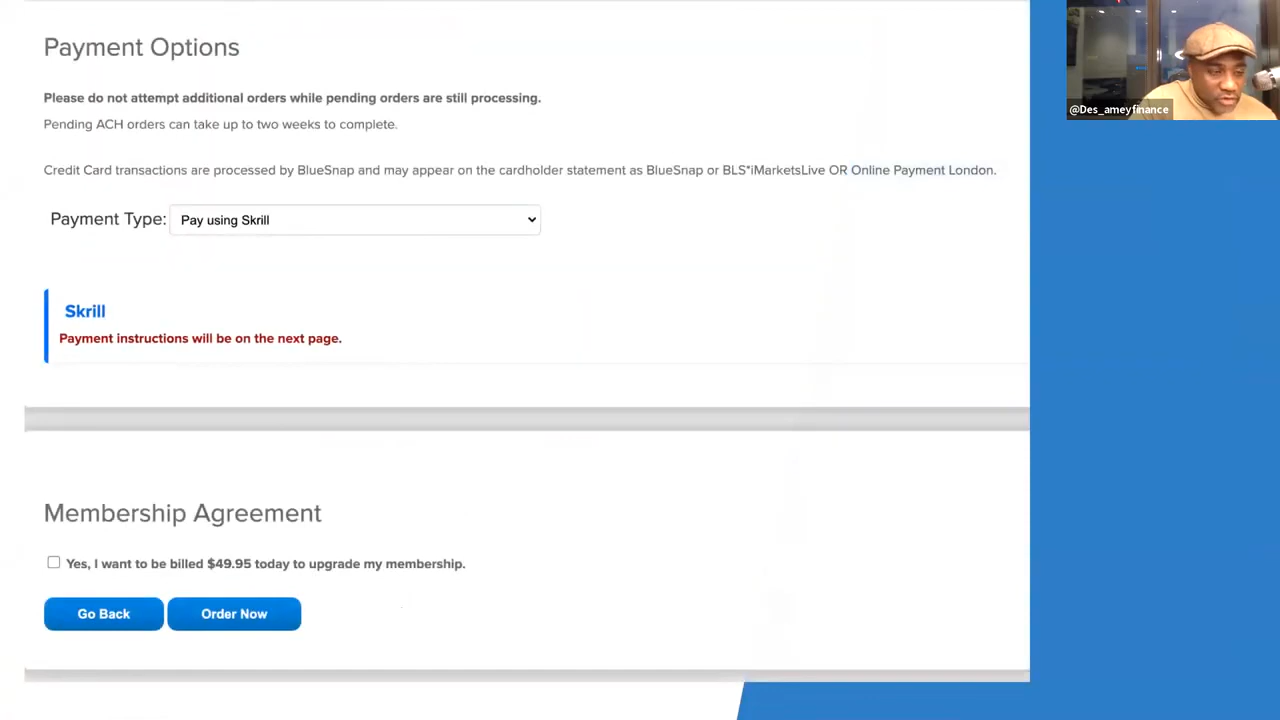 Payment Options
@Des_ameyfinance
Please do not attempt additional orders while pending orders are still processing.
Pending ACH orders can take up to two weeks to complete.
Credit Card transactions are processed by BlueSnap and may appear on the cardholder statement as BlueSnap or BLS*iMarketsLive OR Online Payment London.
Payment Type: Pay using Skrill
Skrill
Payment instructions will be on the next page.
Membership Agreement
Yes, I want to be billed $49.95 today to upgrade my membership.
Go Back Order Now